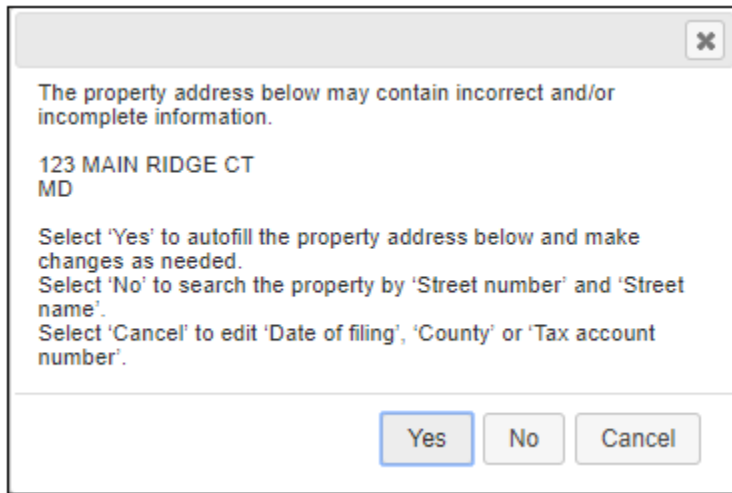 The property address below may contain incorrect and/or
incomplete information.
123 MAIN RIDGE CT
MD
Select ‘Yes’ to autofill the property address below and make
changes as needed.
Select ‘No’ to search the property by ‘Street number’ and ‘Street
name’.
Select ‘Cancel’ to edit ‘Date of filing’, ‘County’ or ‘Tax account
number’.
Yes No Cancel